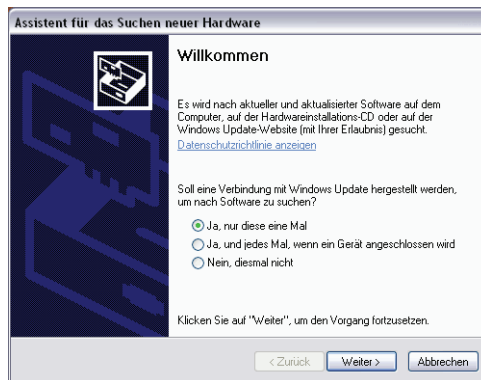 Assistent für das Suchen neuer Hardware
Willkommen
Es wird nach aktueller und aktualisierter Software auf dem
Computer, auf der Hardwareinstallations-CD oder auf der
Windows Update-Website (mit Ihrer Erlaubnis) gesucht.
Datenschutzrichtlinie anzeigen
Soll eine Verbindung mit Windows Update hergestellt werden,
um nach Software zu suchen?
Ja, nur diese eine Mal
Ja, und jedes Mal, wenn ein Gerät angeschlossen wird
Nein, diesmal nicht
Klicken Sie auf "Weiter", um den Vorgang fortzusetzen.
< Zurück Weiter > Abbrechen